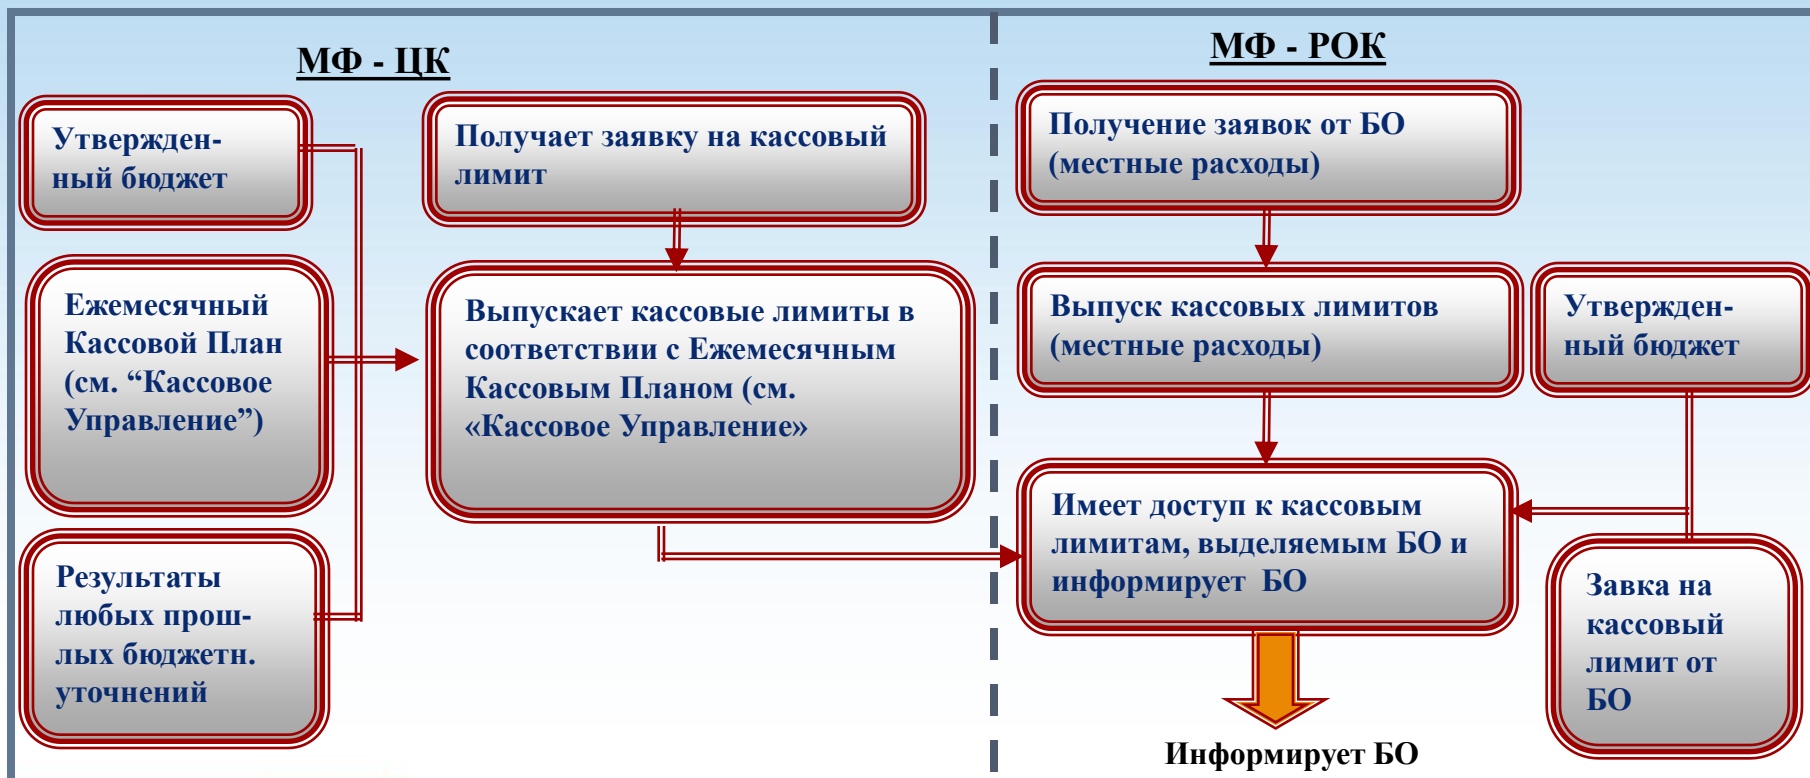 МФ - ЦК
Утвержден-
ный бюджет
Получает заявку на кассовый
лимит
Ежемесячный
Кассовой План
(см. “Кассовое
Управление”)
Выпускает кассовые лимиты в
соответствии с Ежемесячным
Кассовым Планом (см.
«Кассовое Управление»
Результаты
любых прош-
лых бюджетн.
уточнений
МФ - РОК
Получение заявок от БО
(местные расходы)
Выпуск кассовых лимитов
(местные расходы)
Утвержден-
ный бюджет
Имеет доступ к кассовым
лимитам, выделяемым БО и
информирует БО
Завка на
кассовый
лимит от
БО
Информирует БО